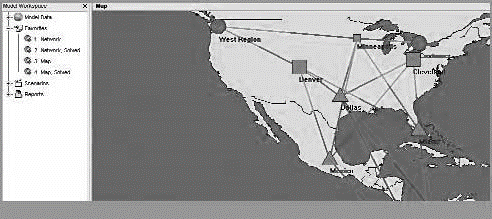 Model Workspace
Map
Model Data
Favorites
1. Network
2. Network, Solved
3. Map
4. Map, Solved
Scenarios
Reports
West Region
Minneapolis
Cleveland
Denver
Dallas
Mexico